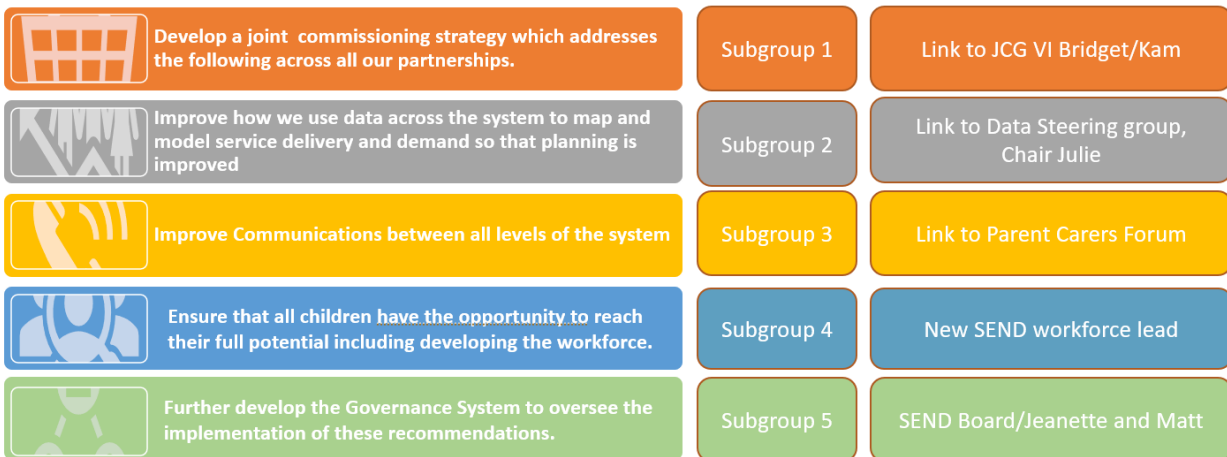 Develop a joint commissioning strategy which addresses
the following across all our partnerships.
Subgroup 1
Link to JCG VI Bridget/Kam
Improve how we use data across the system to map and
model service delivery and demand so that planning is
improved
Subgroup 2
Link to Data Steering group,
Chair Julie
Improve Communications between all levels of the system
Subgroup 3
Link to Parent Carers Forum
Ensure that all children have the opportunity to reach
their full potential including developing the workforce.
Subgroup 4
New SEND workforce lead
Further develop the Governance System to oversee the
implementation of these recommendations.
Subgroup 5
SEND Board/Jeanette and Matt